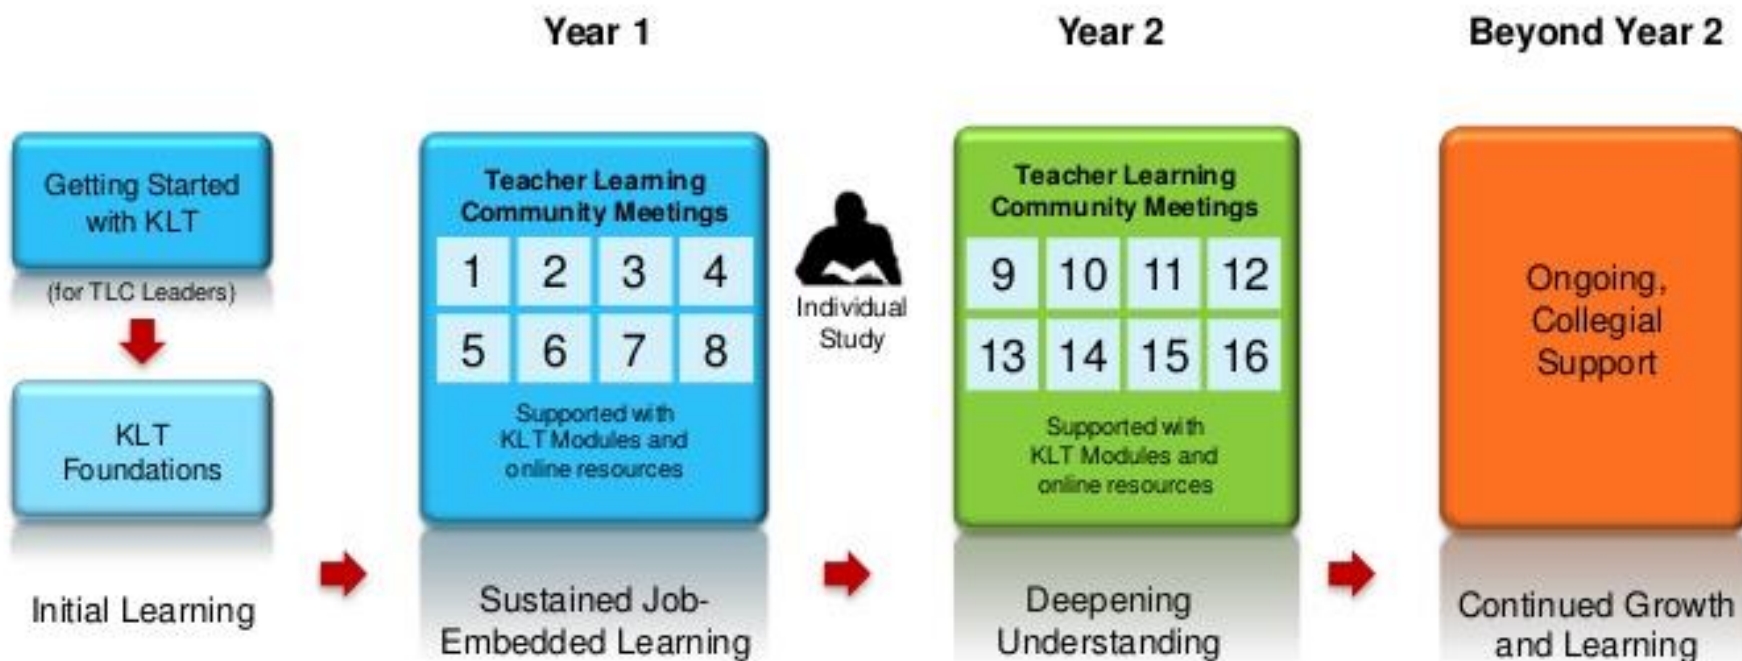 Year 1
Year 2
Beyond Year 2
Getting Started
with KLT
(for TLC Leaders)
KLT
Foundations
Initial Learning
Teacher Learning
Community Meetings
1 2 3 4
5 6 7 8
Supported with
KLT Modules and
online resources
Sustained Job-
Embedded Learning
Individual
Study
Teacher Learning
Community Meetings
9 10 11 12
13 14 15 16
Supported with
KLT Modules and
online resources
Deepening
Understanding
Ongoing,
Collegial
Support
Continued Growth
and Learning